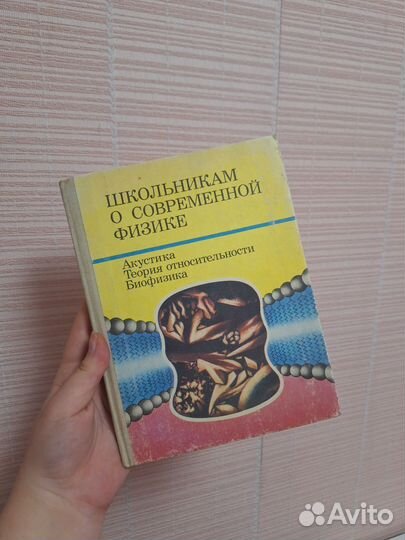 ШКОЛЬНИКАМ
О СОВРЕМЕННОЙ
ФИЗИКЕ
Акустика
Теория относительности
Биофизика
Avito